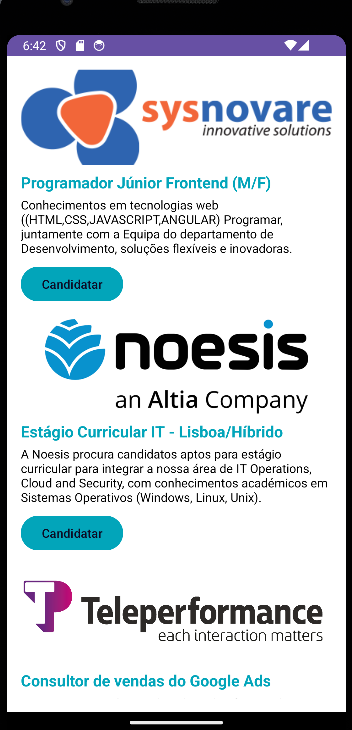 6:42
sysnovare
innovative solutions
Programador Júnior Frontend (M/F)
Conhecimentos em tecnologias web
((HTML,CSS,JAVASCRIPT,ANGULAR) Programar,
juntamente com a Equipa do departamento de
Desenvolvimento, soluções flexíveis e inovadoras.
Candidatar
noesis
an Altia Company
Estágio Curricular IT - Lisboa/Híbrido
A Noesis procura candidatos aptos para estágio
curricular para integrar a nossa área de IT Operations,
Cloud and Security, com conhecimentos académicos em
Sistemas Operativos (Windows, Linux, Unix).
Candidatar
Teleperformance
each interaction matters
Consultor de vendas do Google Ads